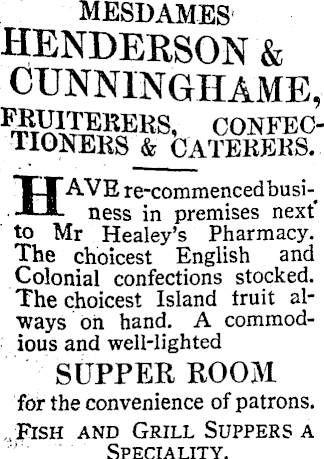 MESDAMES
HENDERSON &
CUNNINGHAME,
FRUITERERS, CONFEC-
TIONERS & CATERERS.
HAVE re-commenced busi-
ness in premises next
to Mr Healey's Pharmacy.
The choicest English and
Colonial confections stocked.
The choicest Island fruit al-
ways on hand. A commod-
ious and well-lighted
SUPPER ROOM
for the convenience of patrons.
FISH AND GRILL SUPPERS A
SPECIALITY.